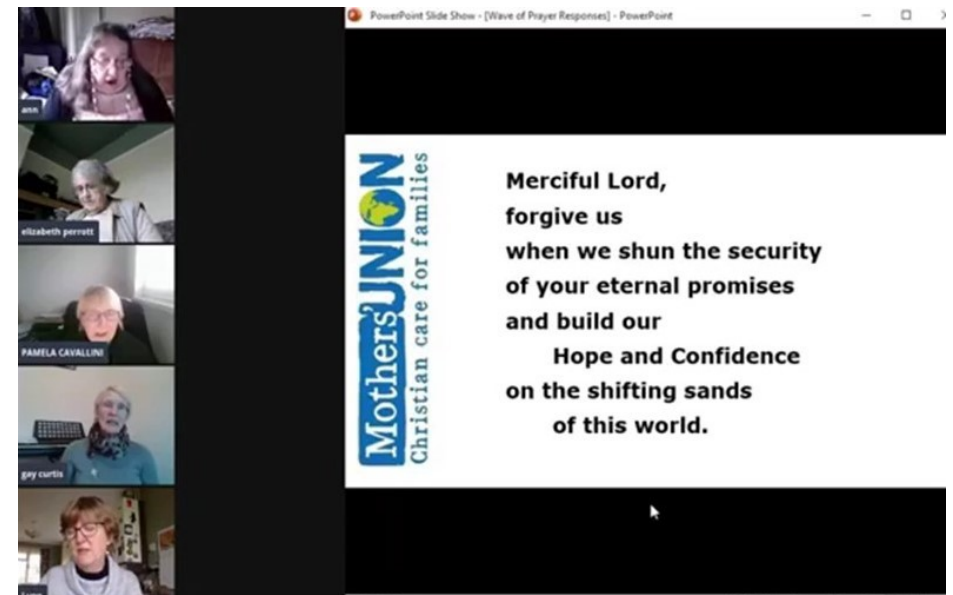 PowerPoint Slide Show - [Wave of Prayer Responses] - PowerPoint
ann
elizabeth perrott
PAMELA CAVALLINI
gay curtis
Mothers' UNION
Christian care for families
Merciful Lord,
forgive us
when we shun the security
of your eternal promises
and build our
Hope and Confidence
on the shifting sands
of this world.